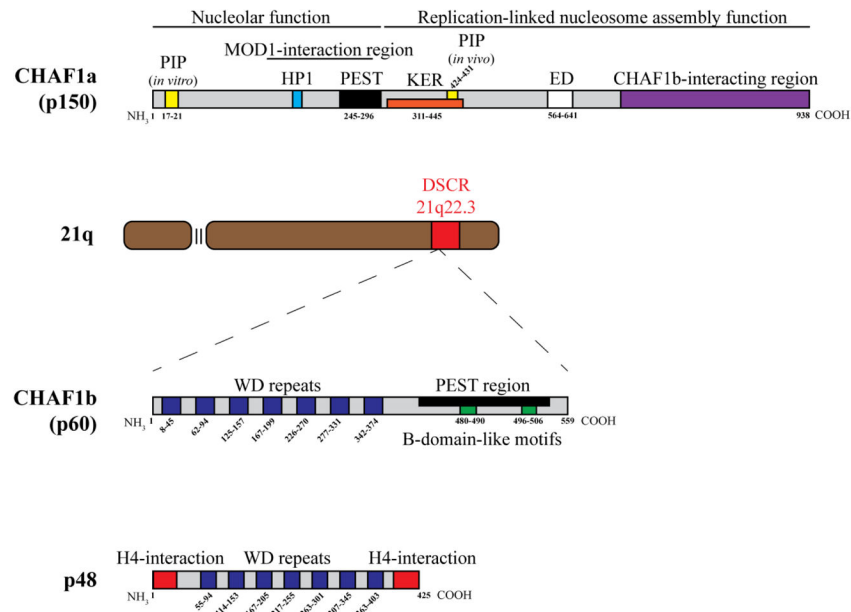 Nucleolar function
Replication-linked nucleosome assembly function
MOD1-interaction region
PIP
(in vitro)
PIP
(in vivo)
CHAF1a
(p150)
HP1
PEST
KER
424-431
ED
CHAF1b-interacting region
NH3
1
17-21
245-296
311-445
564-641
938
COOH
DSCR
21q22.3
21q
CHAF1b
(p60)
WD repeats
PEST region
NH3
1
8-45
62-94
125-157
167-199
226-270
277-331
342-374
480-490
496-506
559
COOH
B-domain-like motifs
H4-interaction
WD repeats
H4-interaction
p48
NH3
1
55-94
425
COOH